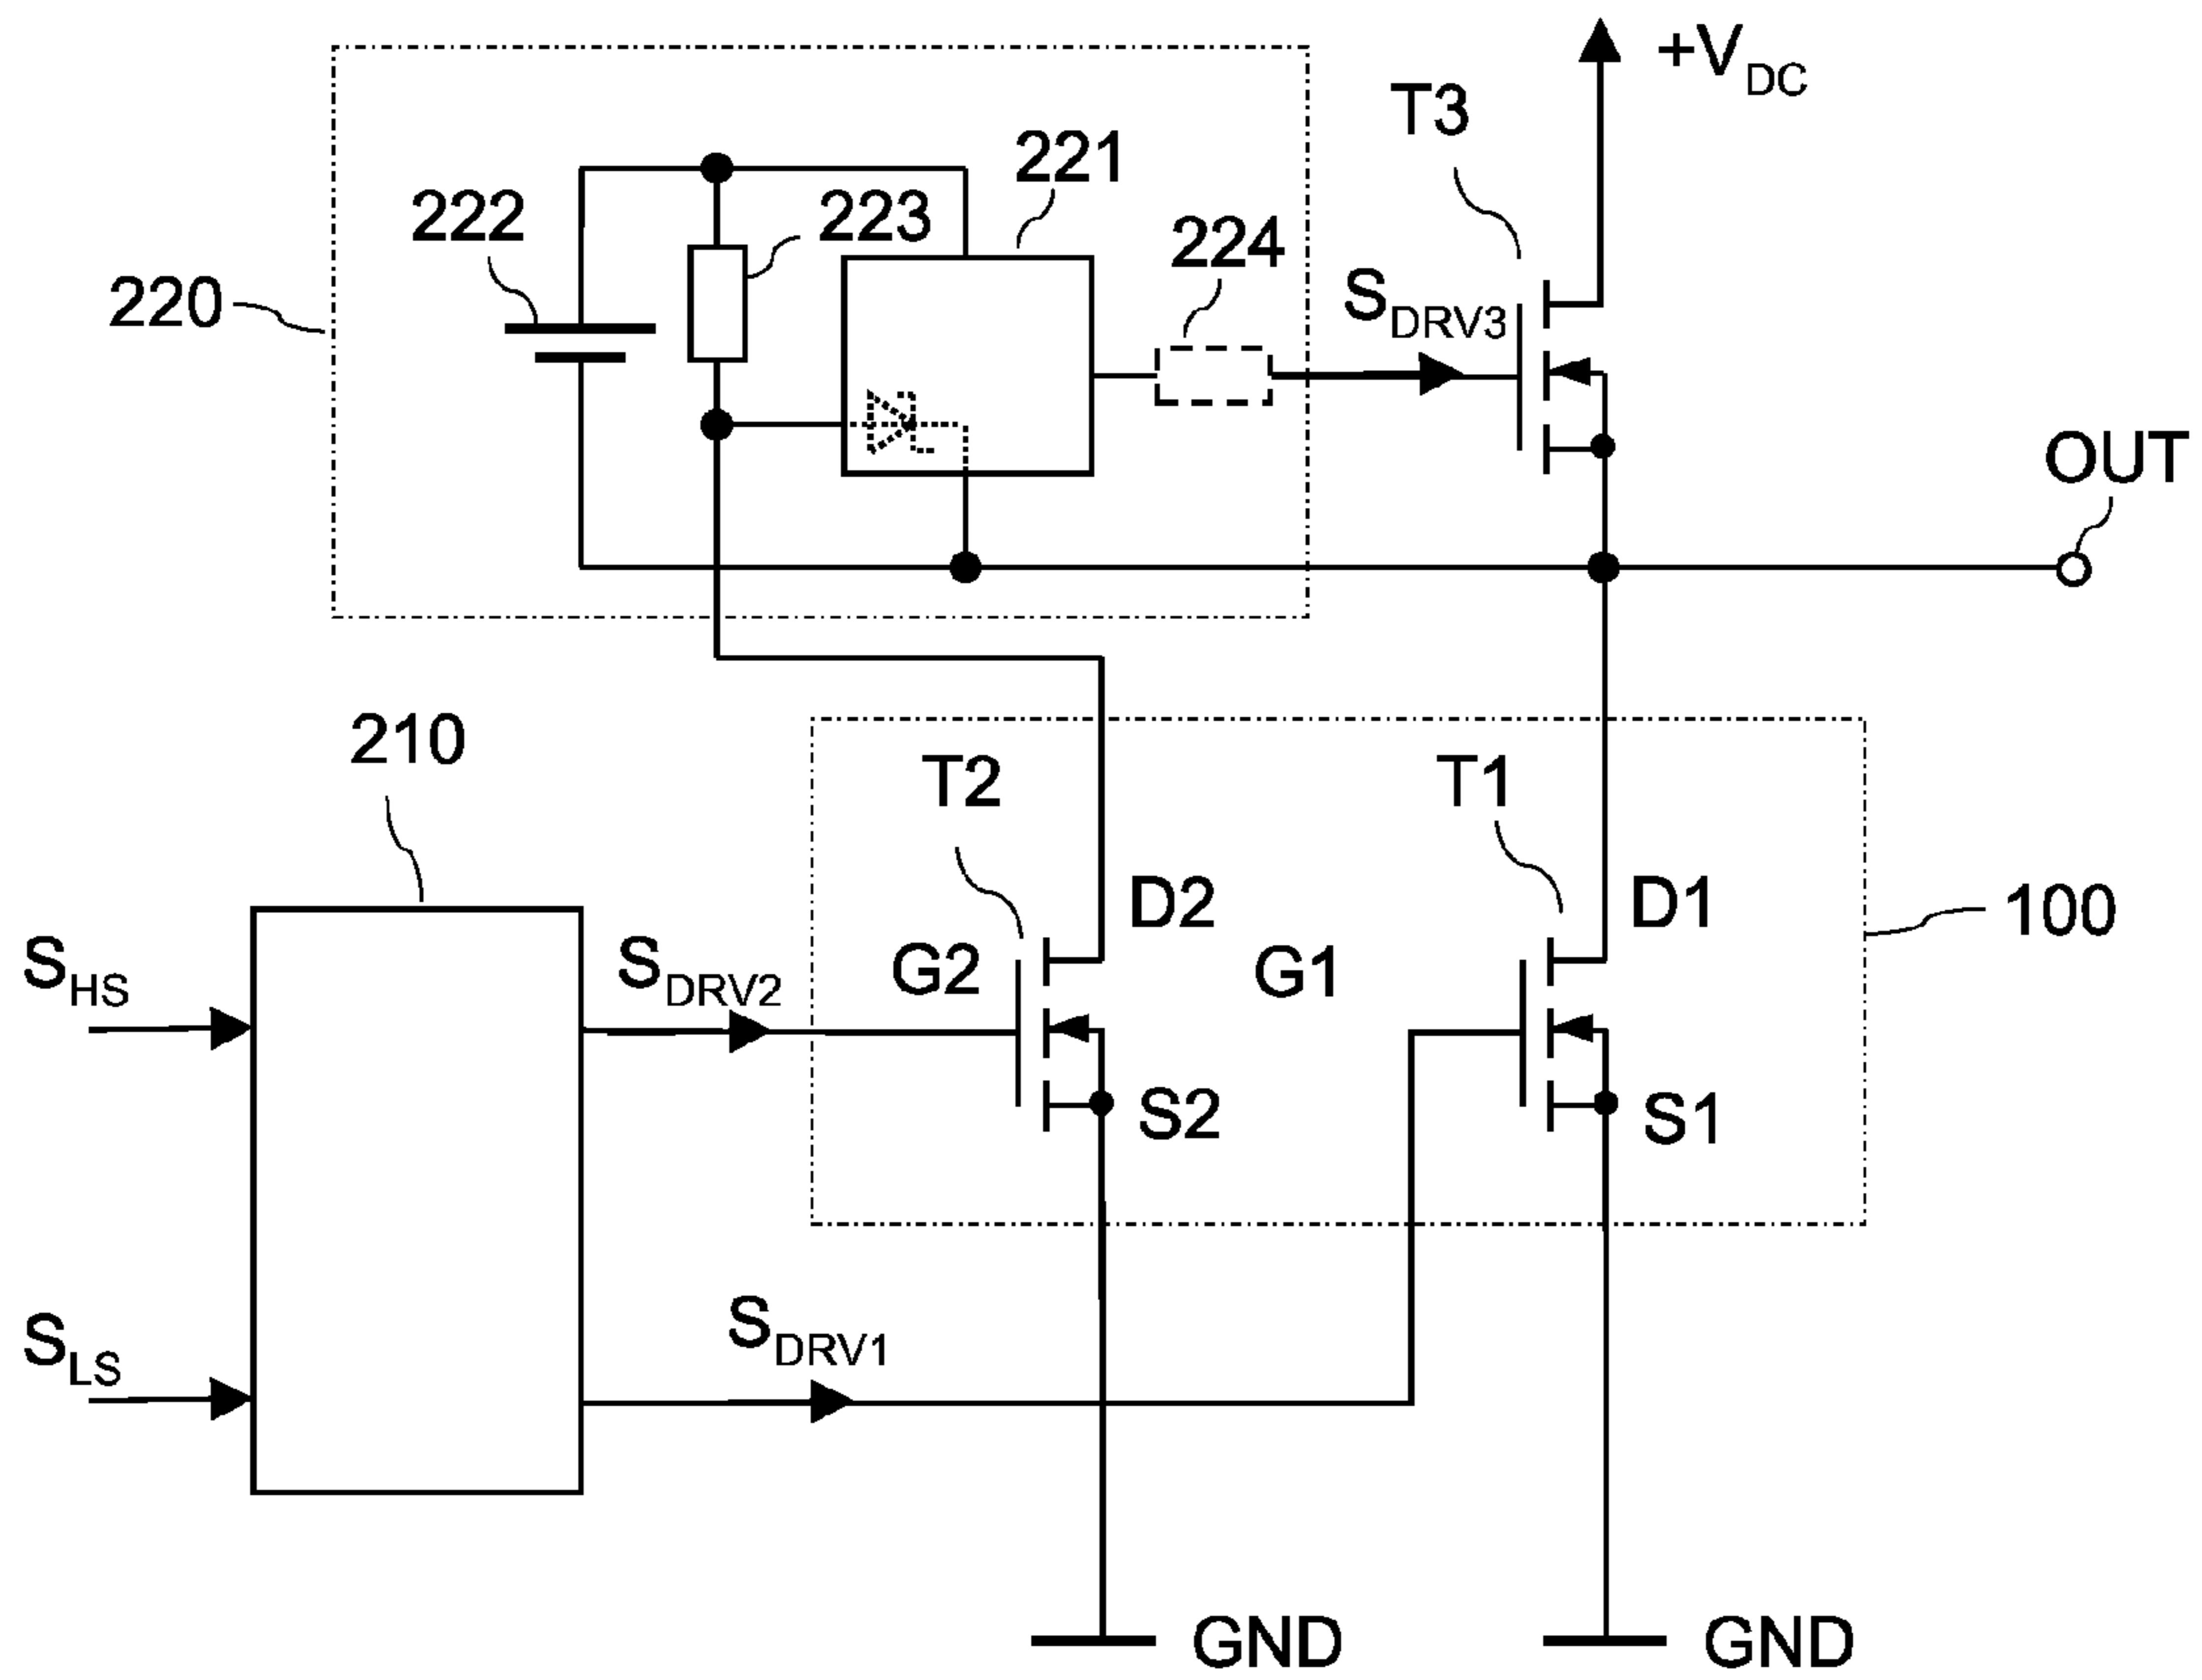 +V_DC
T3
221
222
223
224
220
S_DRV3
OUT
210
T2
T1
D2
D1
100
S_HS
S_DRV2
G2
G1
S2
S1
S_LS
S_DRV1
GND
GND